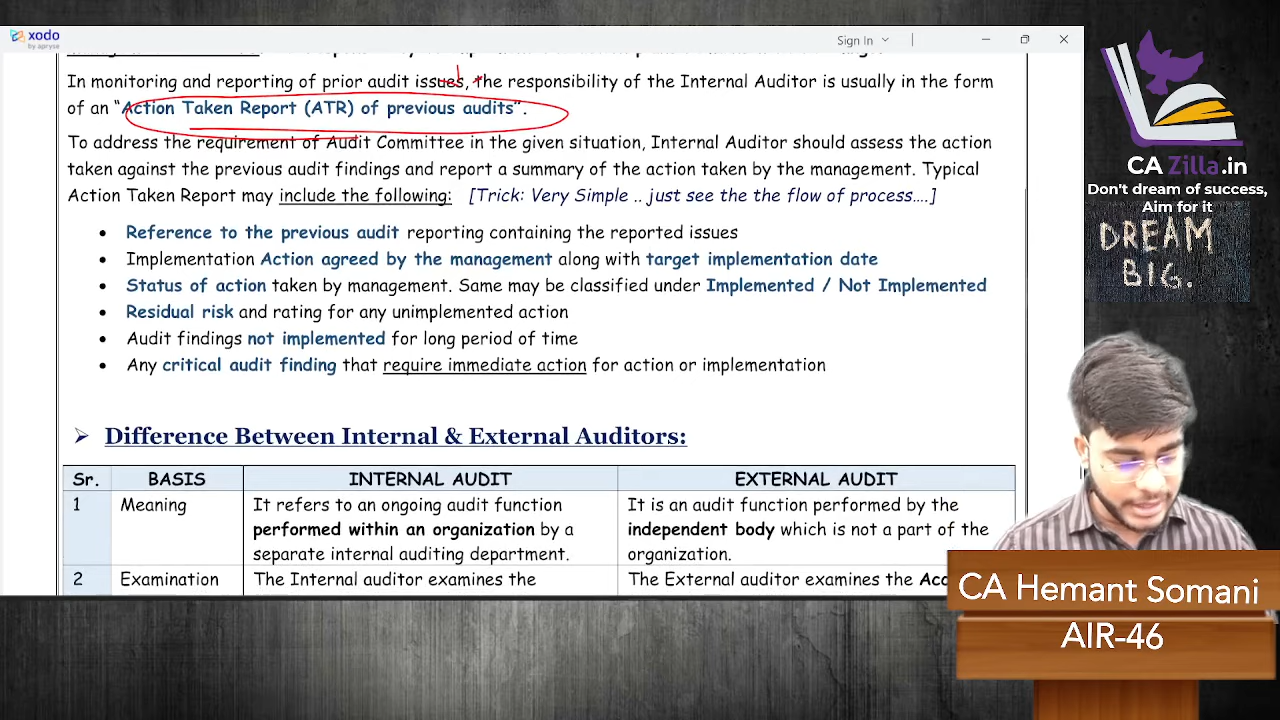 xodo
by apryse
Sign In
In monitoring and reporting of prior audit issues, the responsibility of the Internal Auditor is usually in the form
of an “Action Taken Report (ATR) of previous audits”.
To address the requirement of Audit Committee in the given situation, Internal Auditor should assess the action
taken against the previous audit findings and report a summary of the action taken by the management. Typical
Action Taken Report may include the following: [Trick: Very Simple .. just see the the flow of process….]
• Reference to the previous audit reporting containing the reported issues
• Implementation Action agreed by the management along with target implementation date
• Status of action taken by management. Same may be classified under Implemented / Not Implemented
• Residual risk and rating for any unimplemented action
• Audit findings not implemented for long period of time
• Any critical audit finding that require immediate action for action or implementation
➢ Difference Between Internal & External Auditors:
Sr. BASIS INTERNAL AUDIT EXTERNAL AUDIT
1 Meaning It refers to an ongoing audit function It is an audit function performed by the
performed within an organization by a independent body which is not a part of the
separate internal auditing department. organization.
2 Examination The Internal auditor examines the The External auditor examines the
CA Zilla.in
Don't dream of success,
Aim for it
DREAM
BIG.
CA Hemant Somani
AIR-46